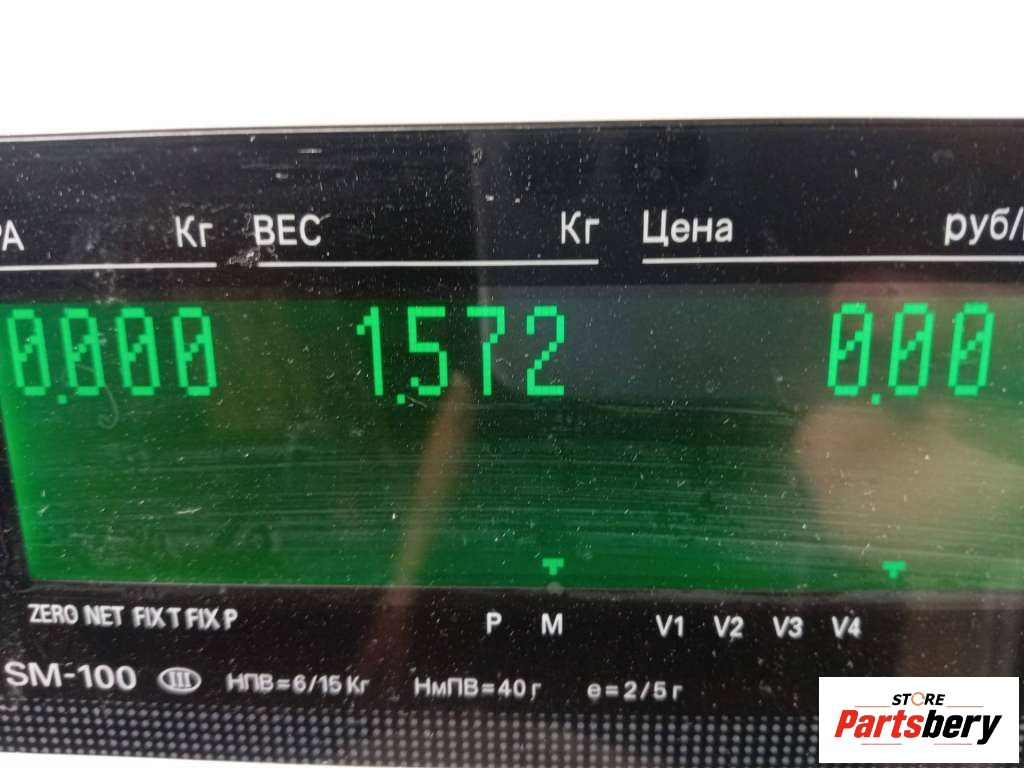 РА Кг ВЕС Кг Цена руб/
0.000 1.572 0.00
ZERO NET FIX T FIX P P M V1 V2 V3 V4
SM-100 III НПВ=6/15 Кг НмПВ=40 г e=2/5 г
STORE
Partsbery